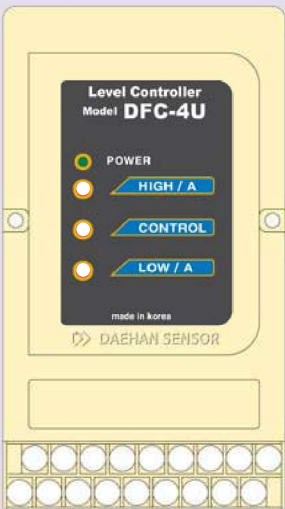 Level Controller
Model DFC-4U
POWER
HIGH / A
CONTROL
LOW / A
made in korea
DAEHAN SENSOR